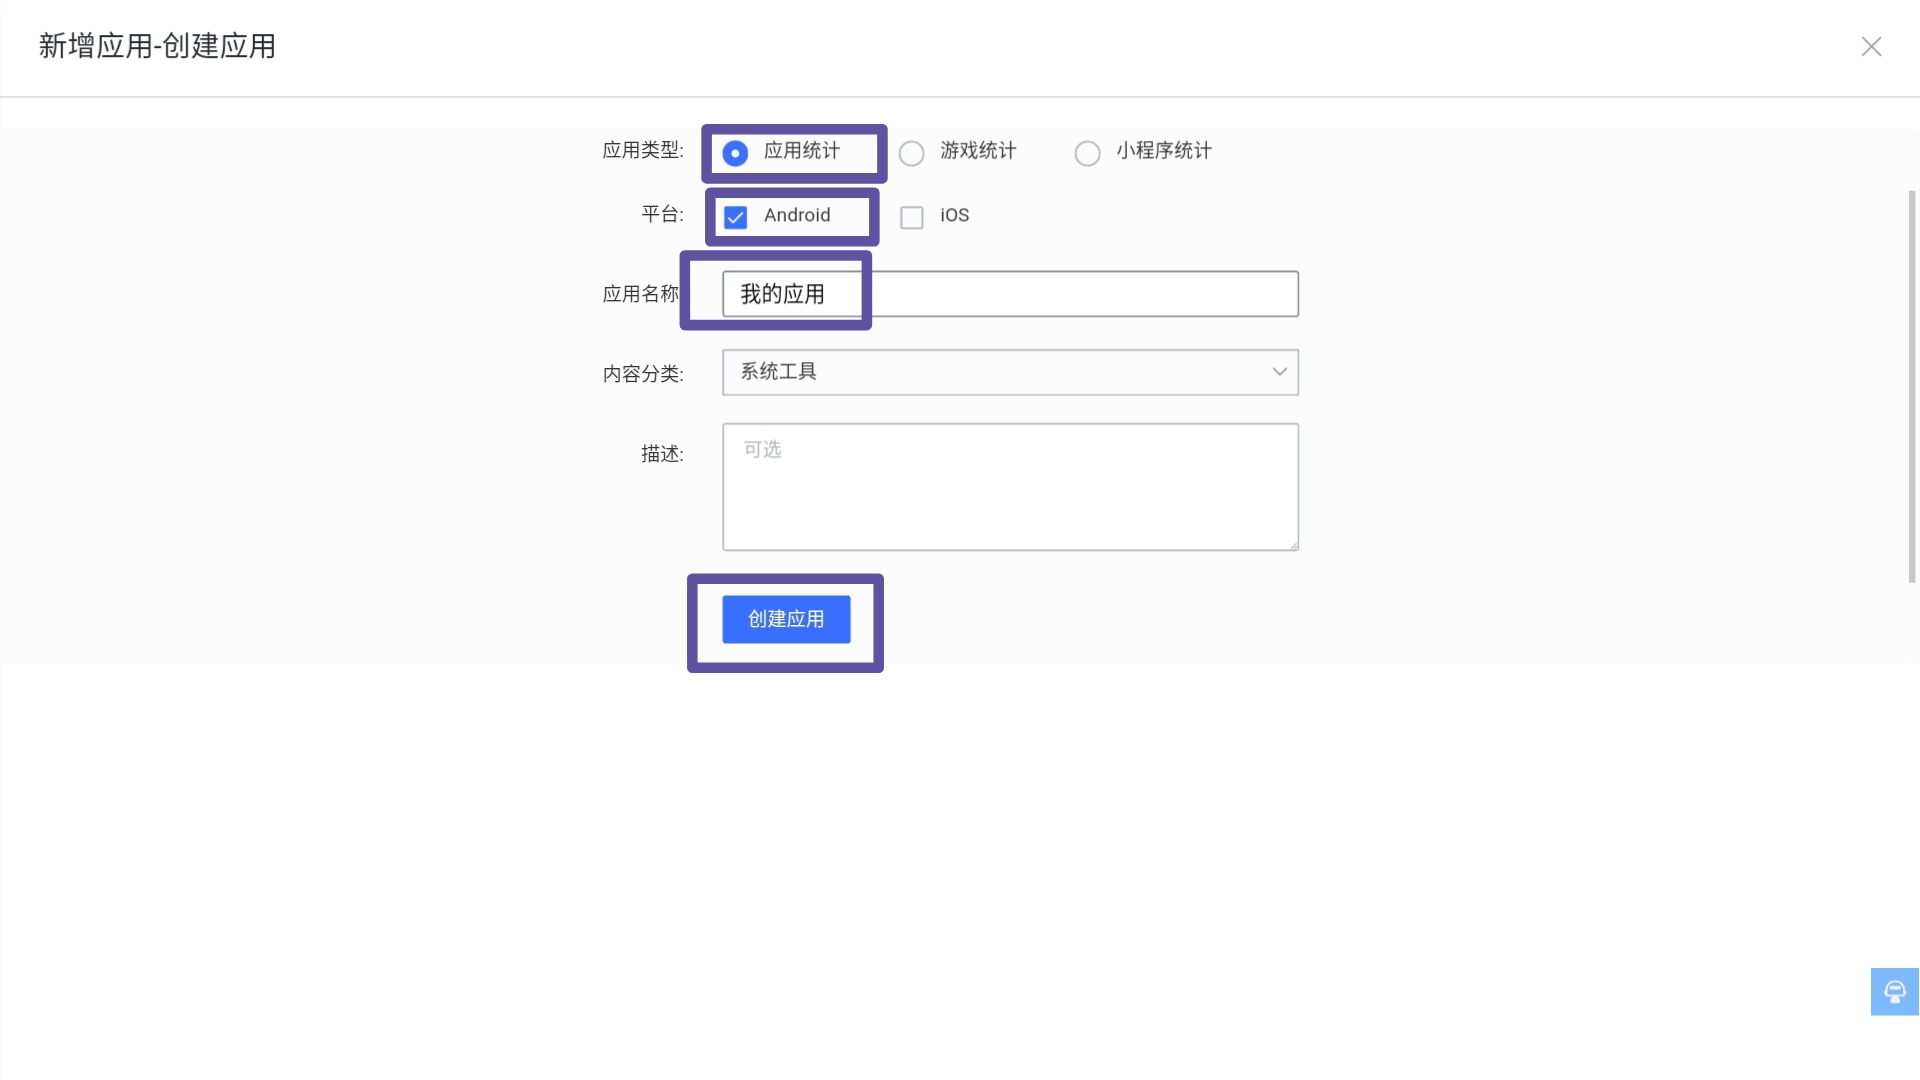 新增应用-创建应用
应用类型: 应用统计 游戏统计 小程序统计
平台: Android iOS
应用名称 我的应用
内容分类: 系统工具
描述: 可选
创建应用